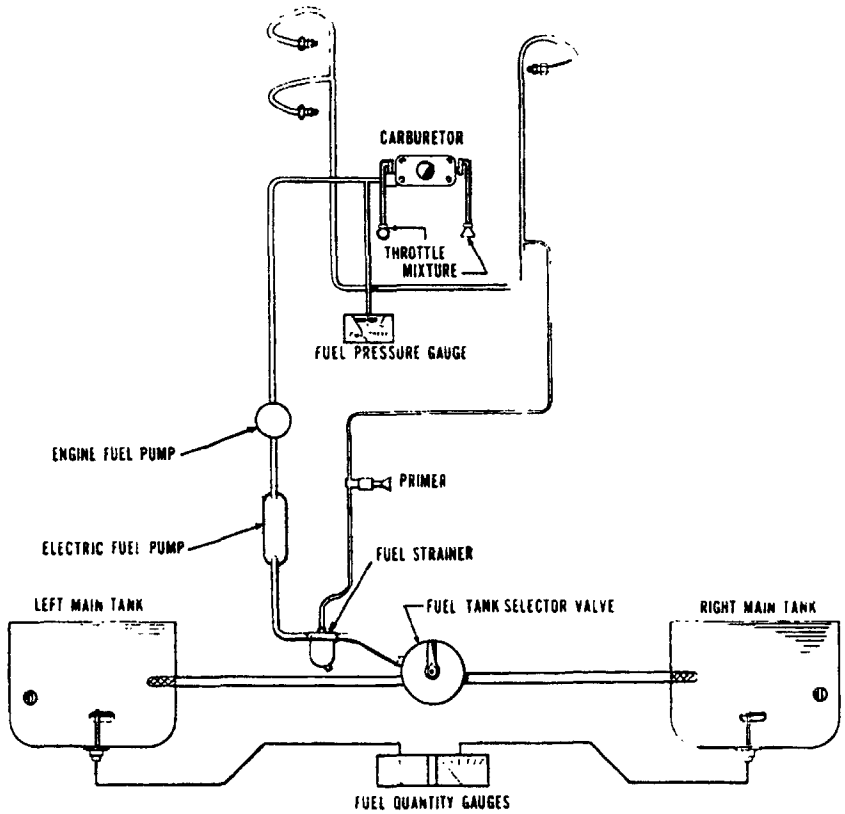 CARBURETOR
THROTTLE
MIXTURE
FUEL PRESSURE GAUGE
ENGINE FUEL PUMP
PRIMER
ELECTRIC FUEL PUMP
FUEL STRAINER
LEFT MAIN TANK
FUEL TANK SELECTOR VALVE
RIGHT MAIN TANK
FUEL QUANTITY GAUGES